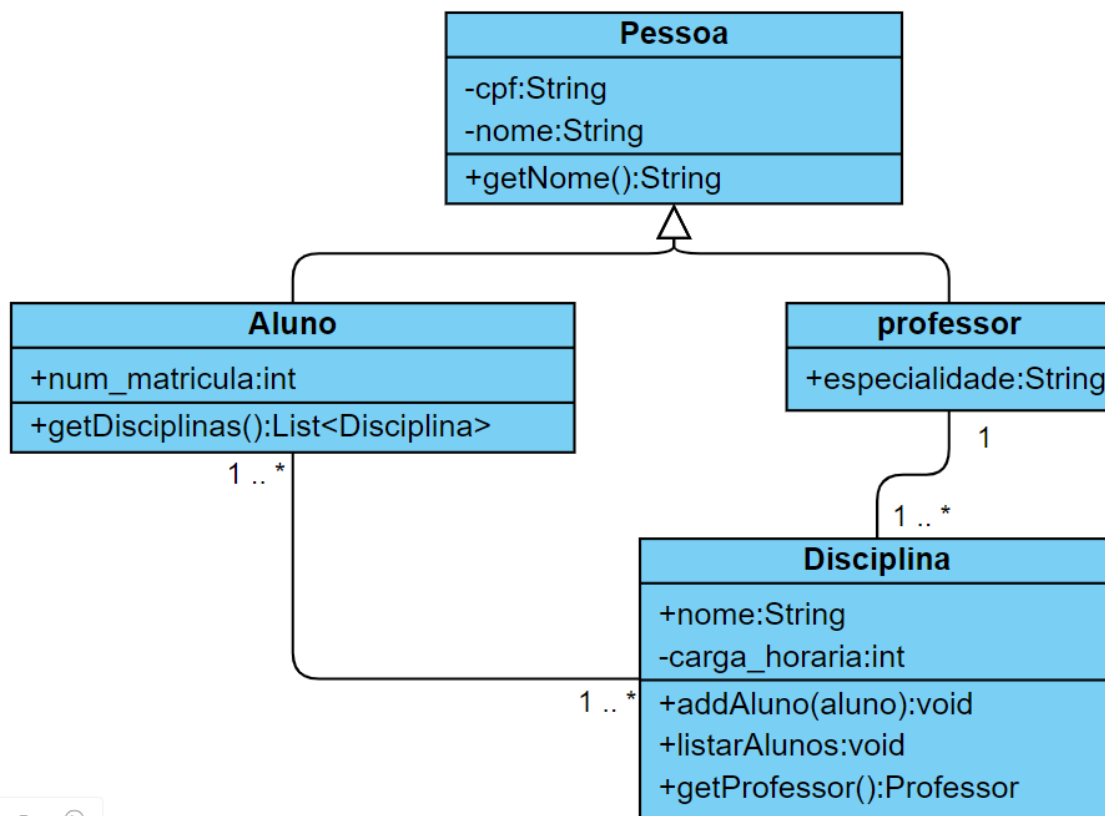 Pessoa
-cpf:String
-nome:String
+getNome():String
Aluno
+num_matricula:int
+getDisciplinas():List<Disciplina>
1 .. *
professor
+especialidade:String
1
1 .. *
Disciplina
+nome:String
-carga_horaria:int
1 .. *
+addAluno(aluno):void
+listarAlunos:void
+getProfessor():Professor